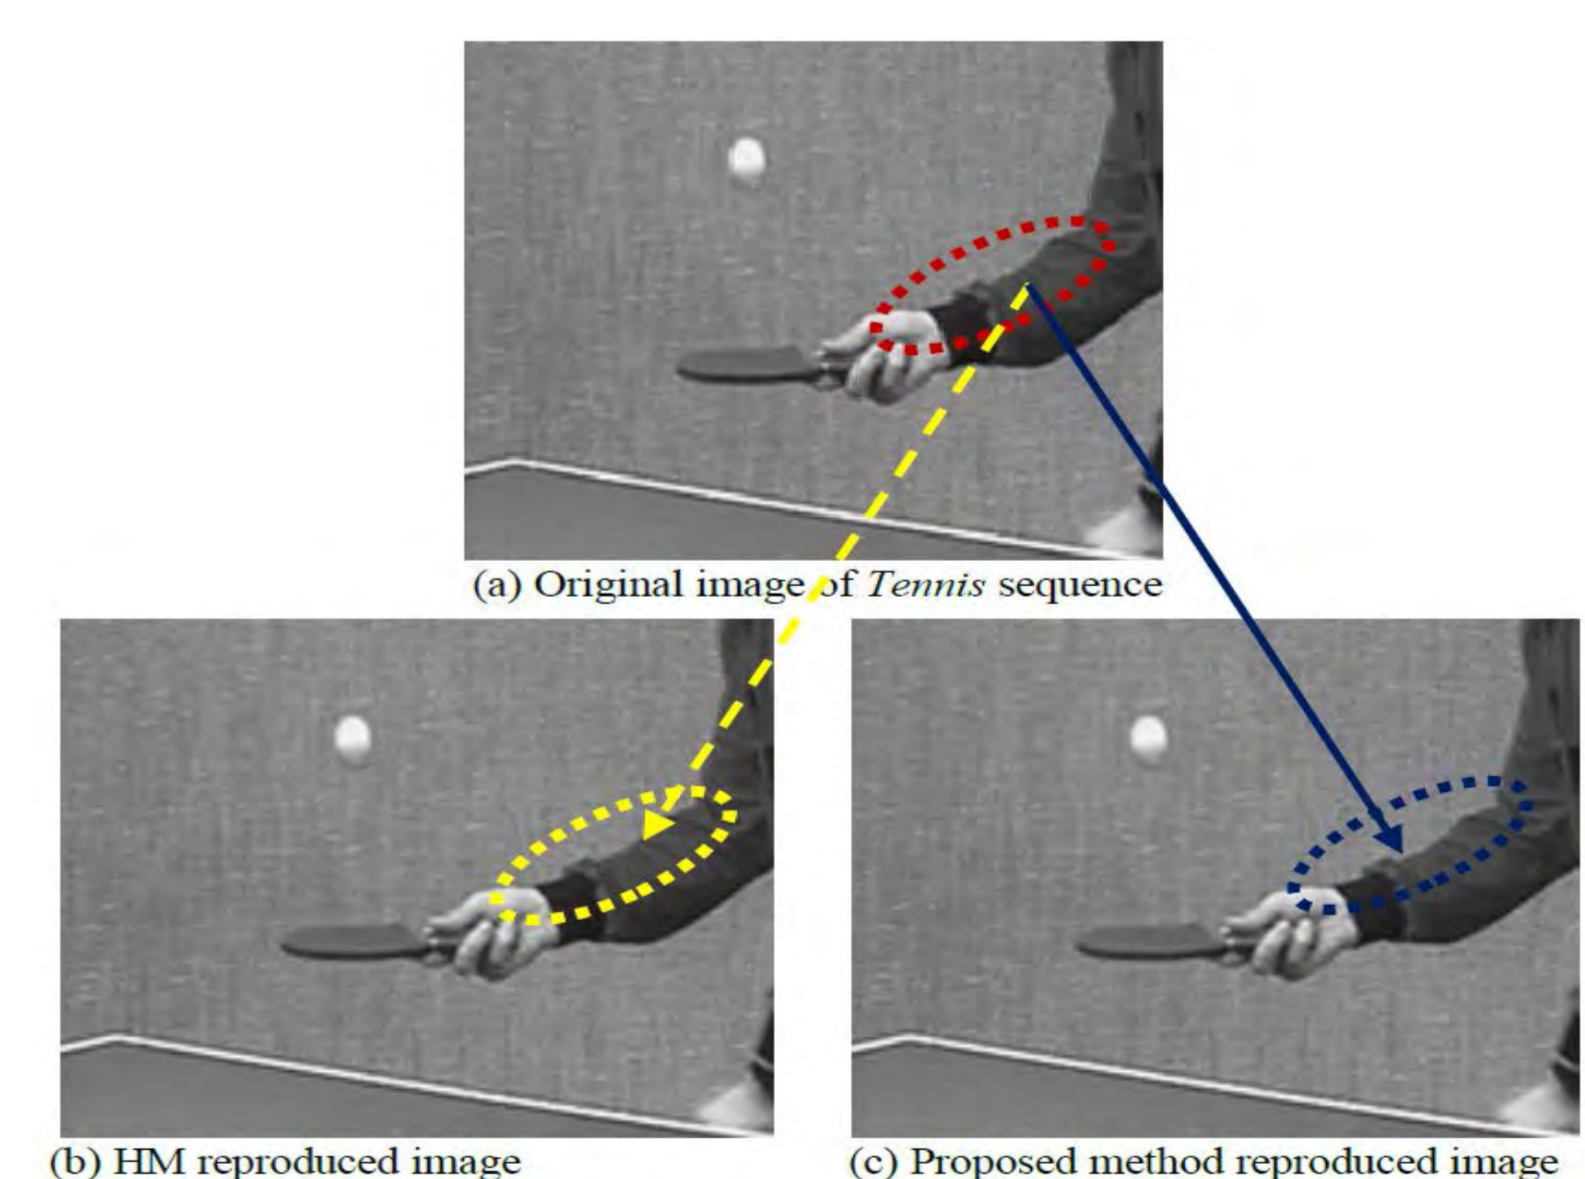 (a) Original image of Tennis sequence
(b) HM reproduced image
(c) Proposed method reproduced image